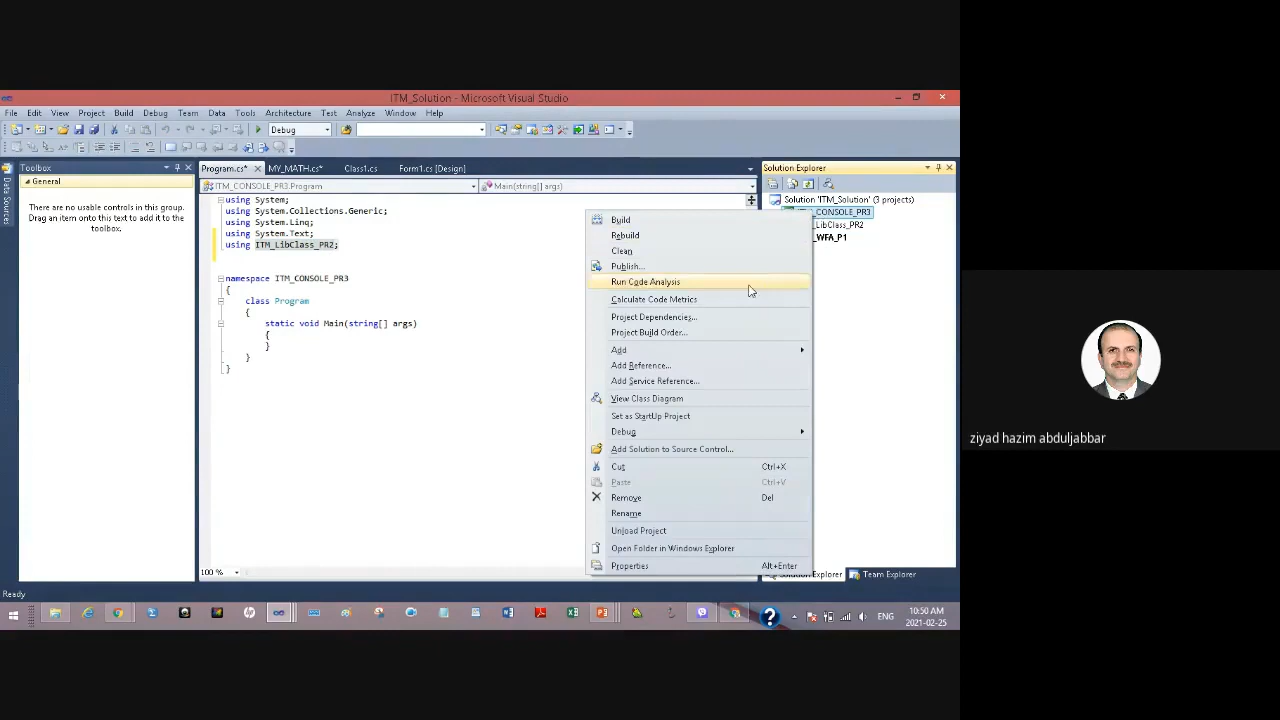 ITM_Solution - Microsoft Visual Studio
File Edit View Project Build Debug Team Data Tools Architecture Test Analyze Window Help
Debug
Toolbox
General
There are no usable controls in this group. Drag an item onto this text to add it to the toolbox.
Data Sources
Program.cs* MY_MATH.cs* Class1.cs Form1.cs [Design]
ITM_CONSOLE_PR3.Program Main(string[] args)
using System;
using System.Collections.Generic;
using System.Linq;
using System.Text;
using ITM_LibClass_PR2;
namespace ITM_CONSOLE_PR3
{
class Program
{
static void Main(string[] args)
{
}
}
}
100 %
Build
Rebuild
Clean
Publish...
Run Code Analysis
Calculate Code Metrics
Project Dependencies...
Project Build Order...
Add
Add Reference...
Add Service Reference...
View Class Diagram
Set as StartUp Project
Debug
Add Solution to Source Control...
Cut Ctrl+X
Paste Ctrl+V
Remove Del
Rename
Unload Project
Open Folder in Windows Explorer
Properties Alt+Enter
Solution Explorer
Solution 'ITM_Solution' (3 projects)
_CONSOLE_PR3
_LibClass_PR2
_WFA_P1
Solution Explorer Team Explorer
Ready
ENG
10:50 AM
2021-02-25
ziyad hazim abduljabbar